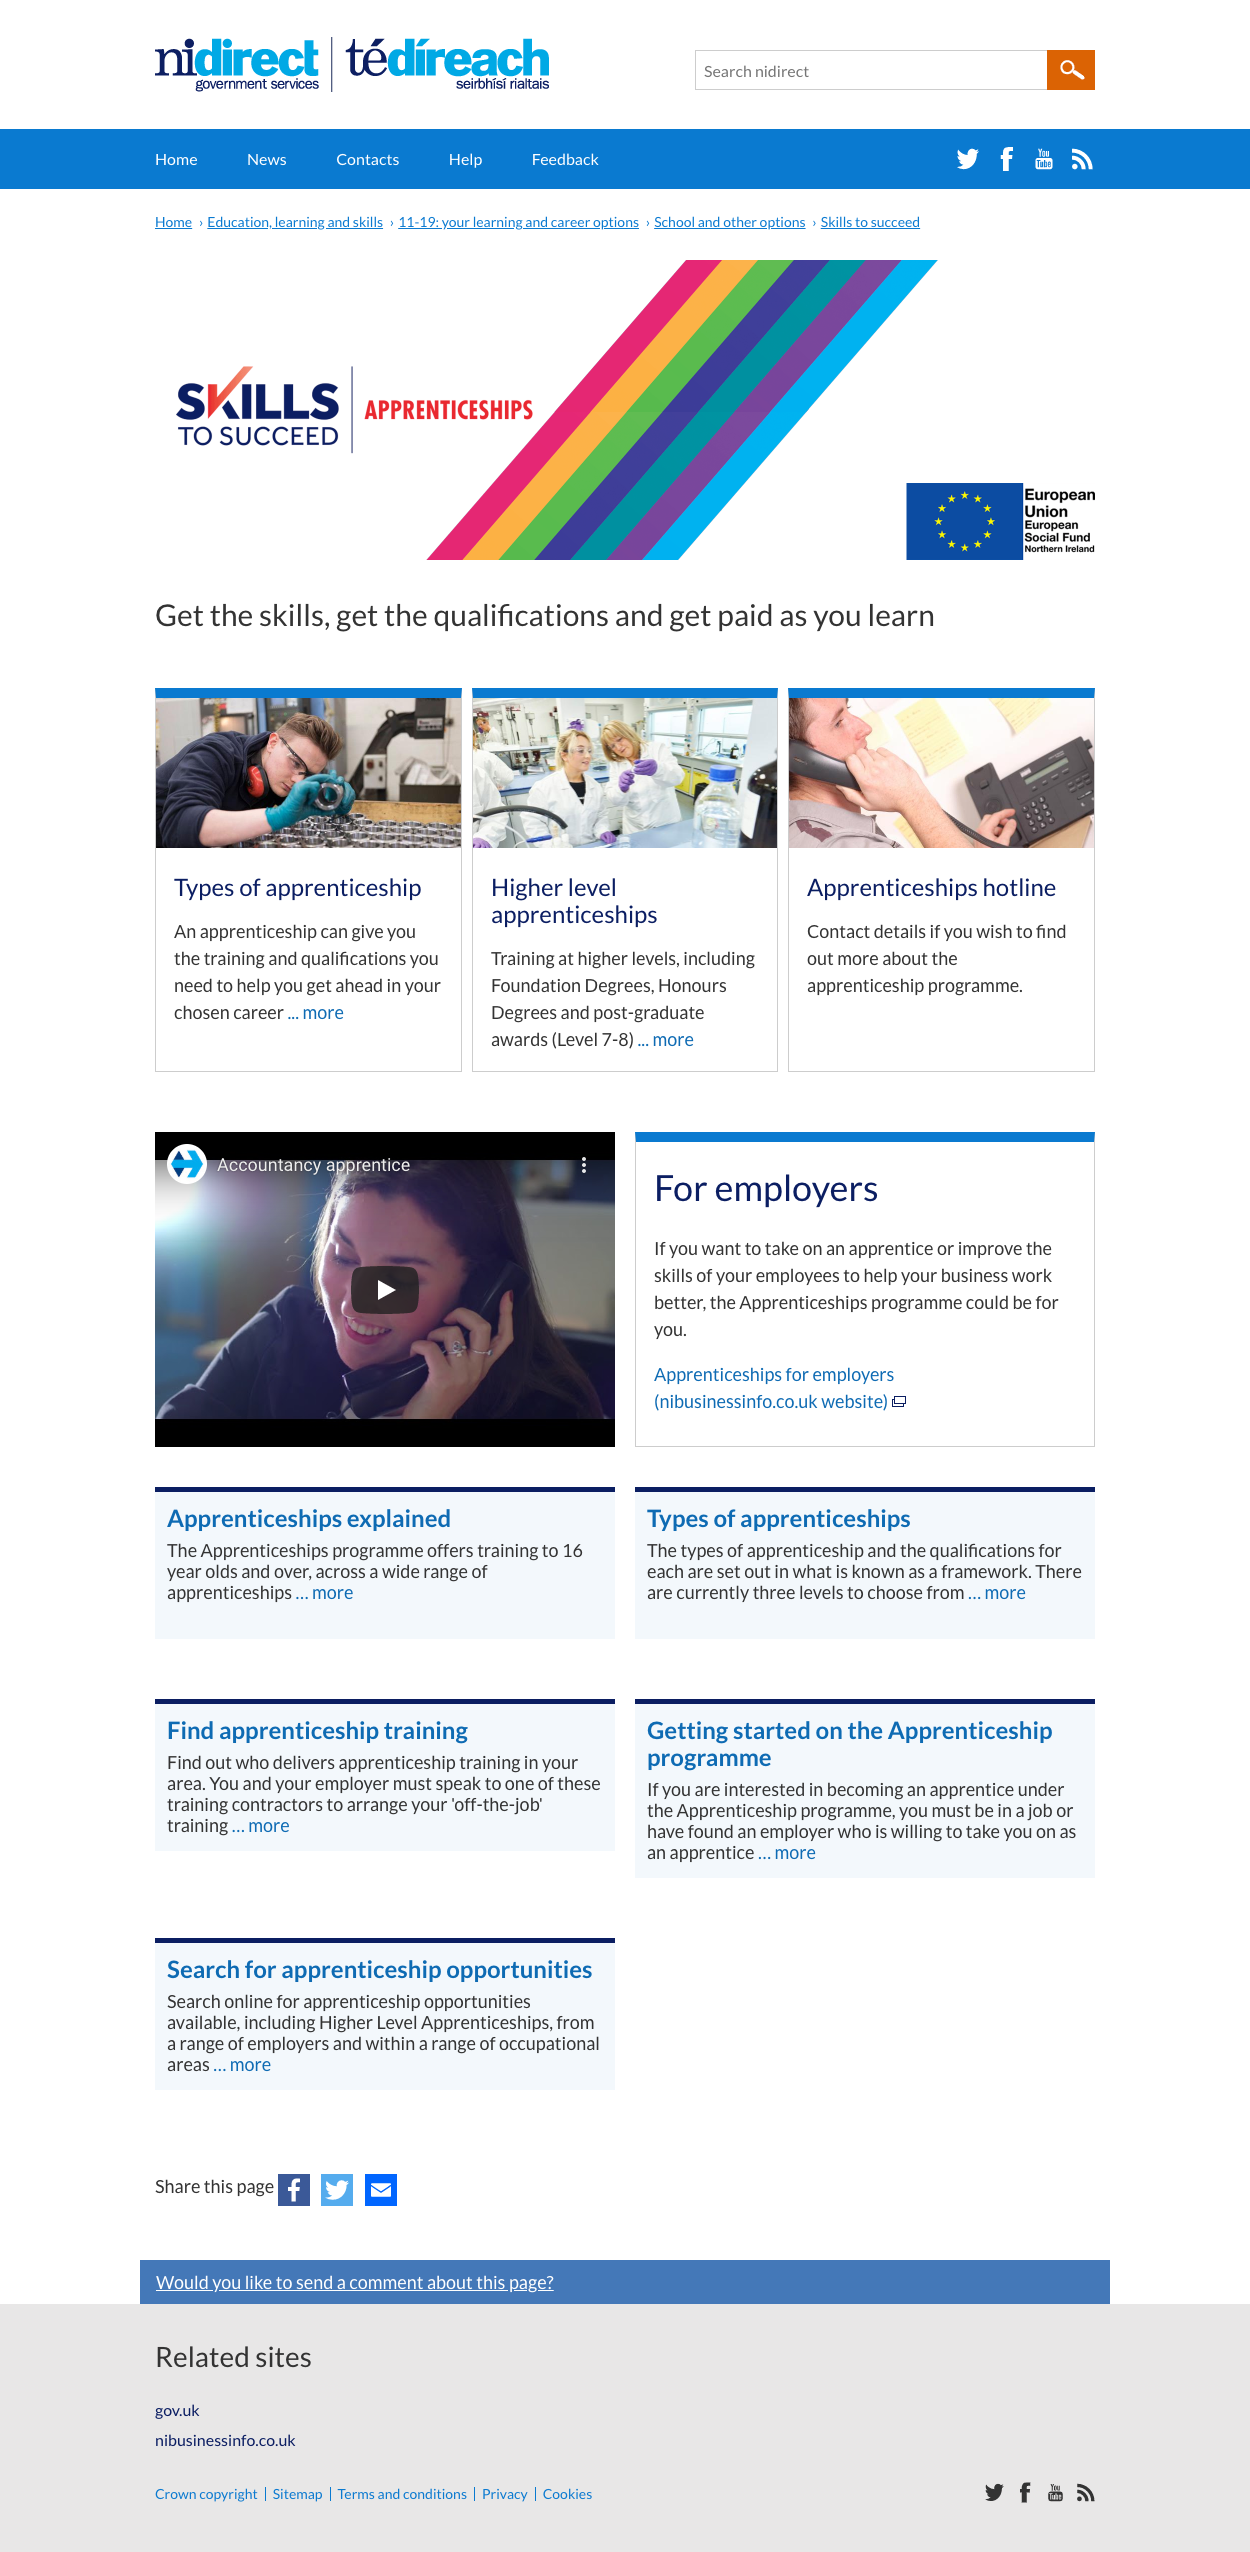 nidirect
government services
tédíreach
seirbhísí rialtais
Search nidirect
Home News Contacts Help Feedback
You
Tube
Home › Education, learning and skills › 11-19: your learning and career options › School and other options › Skills to succeed
SKILLS
TO SUCCEED
APPRENTICESHIPS
European
Union
European
Social Fund
Northern Ireland
Get the skills, get the qualifications and get paid as you learn
Types of apprenticeship
An apprenticeship can give you
the training and qualifications you
need to help you get ahead in your
chosen career ... more
Higher level
apprenticeships
Training at higher levels, including
Foundation Degrees, Honours
Degrees and post-graduate
awards (Level 7-8) ... more
Apprenticeships hotline
Contact details if you wish to find
out more about the
apprenticeship programme.
Accountancy apprentice
For employers
If you want to take on an apprentice or improve the
skills of your employees to help your business work
better, the Apprenticeships programme could be for
you.
Apprenticeships for employers
(nibusinessinfo.co.uk website)
Apprenticeships explained
The Apprenticeships programme offers training to 16
year olds and over, across a wide range of
apprenticeships … more
Types of apprenticeships
The types of apprenticeship and the qualifications for
each are set out in what is known as a framework. There
are currently three levels to choose from … more
Find apprenticeship training
Find out who delivers apprenticeship training in your
area. You and your employer must speak to one of these
training contractors to arrange your 'off-the-job'
training … more
Getting started on the Apprenticeship
programme
If you are interested in becoming an apprentice under
the Apprenticeship programme, you must be in a job or
have found an employer who is willing to take you on as
an apprentice … more
Search for apprenticeship opportunities
Search online for apprenticeship opportunities
available, including Higher Level Apprenticeships, from
a range of employers and within a range of occupational
areas … more
Share this page
Would you like to send a comment about this page?
Related sites
gov.uk
nibusinessinfo.co.uk
Crown copyright | Sitemap | Terms and conditions | Privacy | Cookies
You
Tube